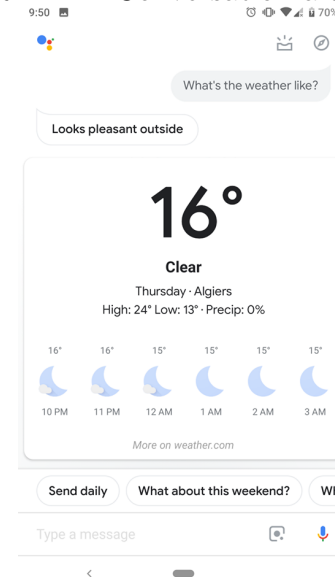 9:50
70%
What's the weather like?
Looks pleasant outside
16°
Clear
Thursday · Algiers
High: 24° Low: 13° · Precip: 0%
16° 16° 15° 15° 15° 15°
10 PM 11 PM 12 AM 1 AM 2 AM 3 AM
More on weather.com
Send daily What about this weekend?
Type a message